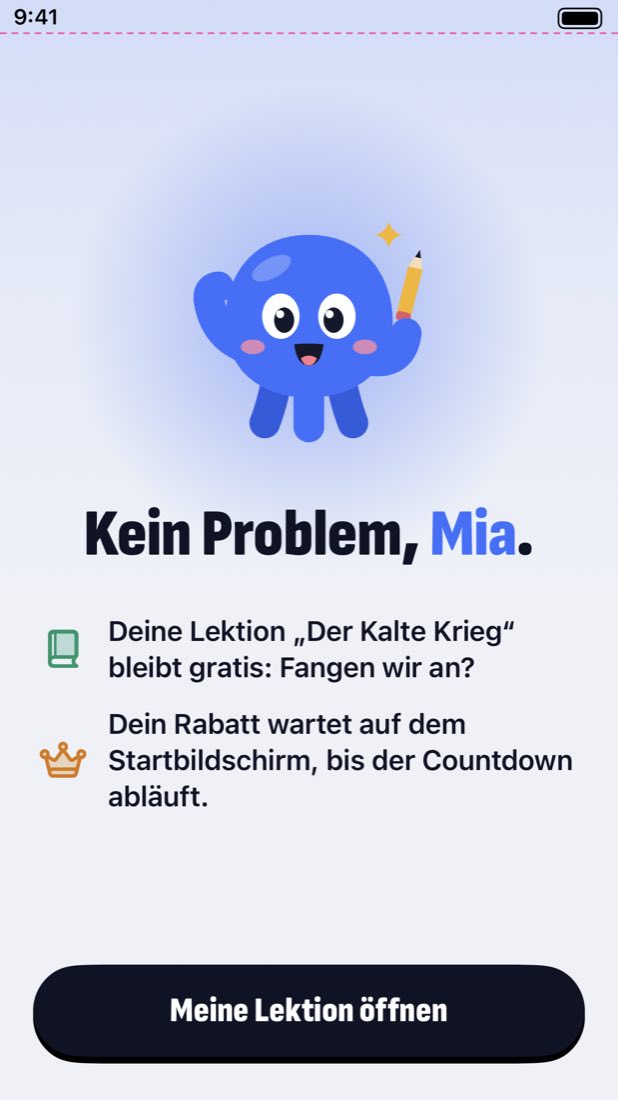 9:41
Kein Problem, Mia.
Deine Lektion „Der Kalte Krieg“
bleibt gratis: Fangen wir an?
Dein Rabatt wartet auf dem
Startbildschirm, bis der Countdown
abläuft.
Meine Lektion öffnen